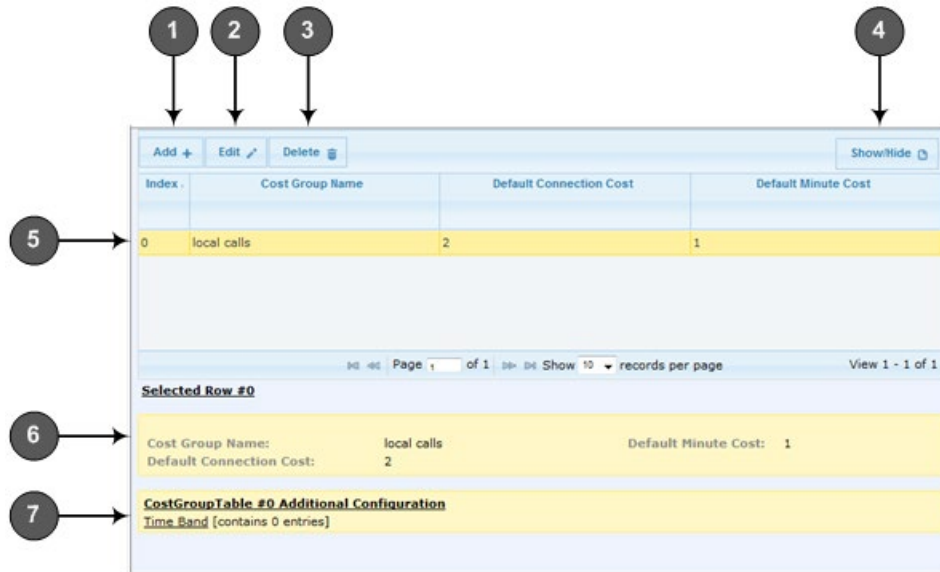 1 2 3 4
Add + Edit Delete Show/Hide
Index Cost Group Name Default Connection Cost Default Minute Cost
5
0 local calls 2 1
Page 1 of 1 Show 10 records per page View 1 - 1 of 1
Selected Row #0
6
Cost Group Name: local calls Default Minute Cost: 1
Default Connection Cost: 2
7
CostGroupTable #0 Additional Configuration
Time Band [contains 0 entries]